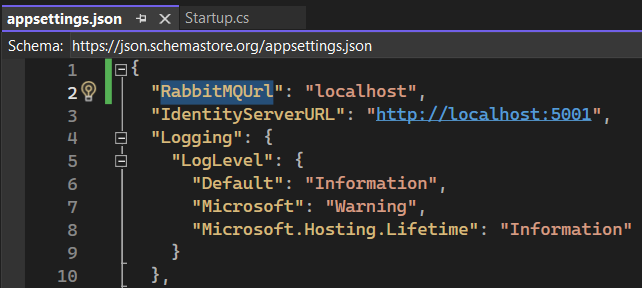 appsettings.json Startup.cs
Schema: https://json.schemastore.org/appsettings.json
1 {
2 "RabbitMQUrl": "localhost",
3 "IdentityServerURL": "http://localhost:5001",
4 "Logging": {
5 "LogLevel": {
6 "Default": "Information",
7 "Microsoft": "Warning",
8 "Microsoft.Hosting.Lifetime": "Information"
9 }
10 },